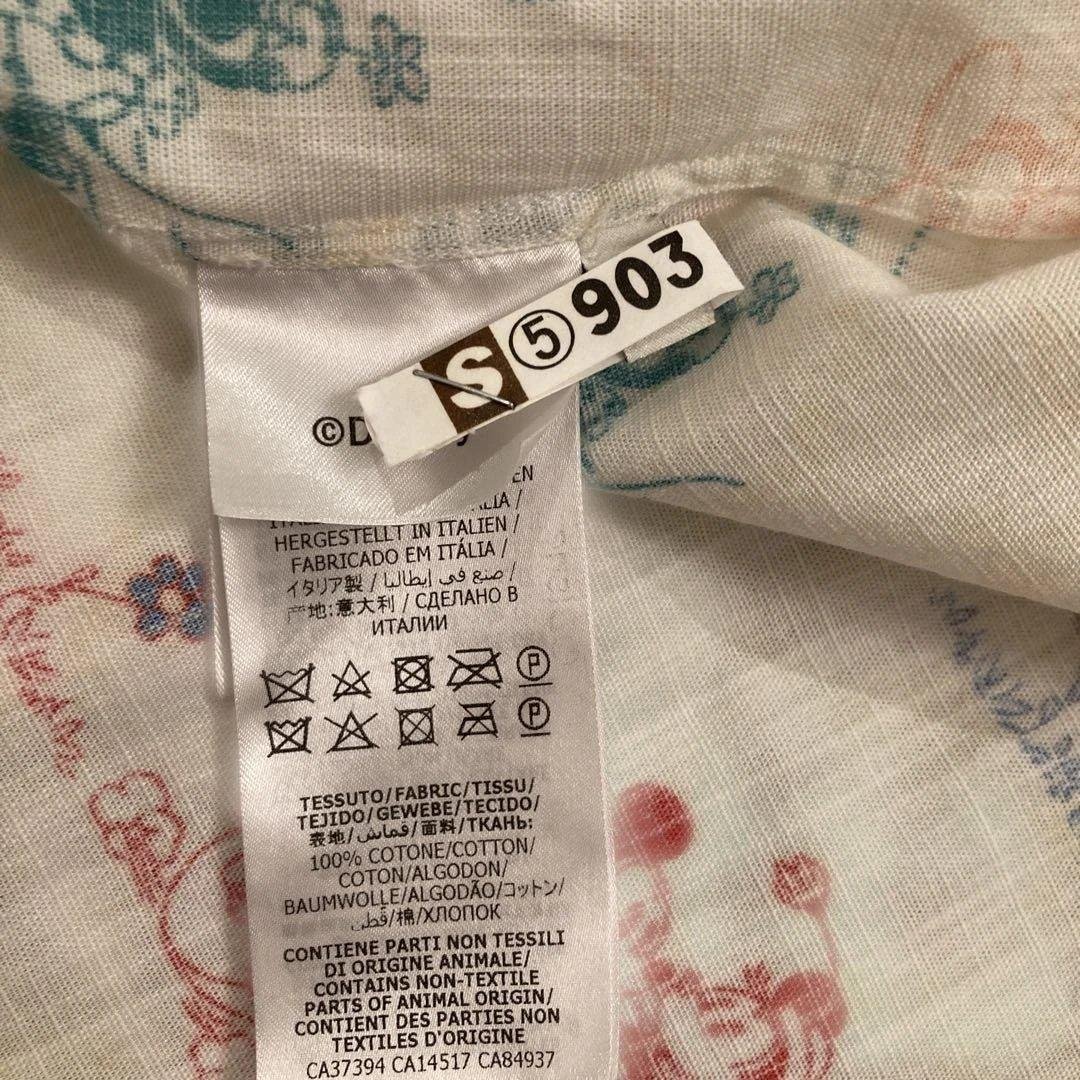 S ⑤ 903
©D
EN
ALIA /
HERGESTELLT IN ITALIEN /
FABRICADO EM ITÁLIA /
イタリア製 / صنع في إيطاليا /
产地:意大利 / СДЕЛАНО В
ИТАЛИИ
P
P
TESSUTO/FABRIC/TISSU/
TEJIDO/GEWEBE/TECIDO/
表地/قماش/面料/ТКАНЬ:
100% COTONE/COTTON/
COTON/ALGODON/
BAUMWOLLE/ALGODÃO/コットン/
قطن/棉/ХЛОПОК
CONTIENE PARTI NON TESSILI
DI ORIGINE ANIMALE/
CONTAINS NON-TEXTILE
PARTS OF ANIMAL ORIGIN/
CONTIENT DES PARTIES NON
TEXTILES D'ORIGINE
CA37394 CA14517 CA84937